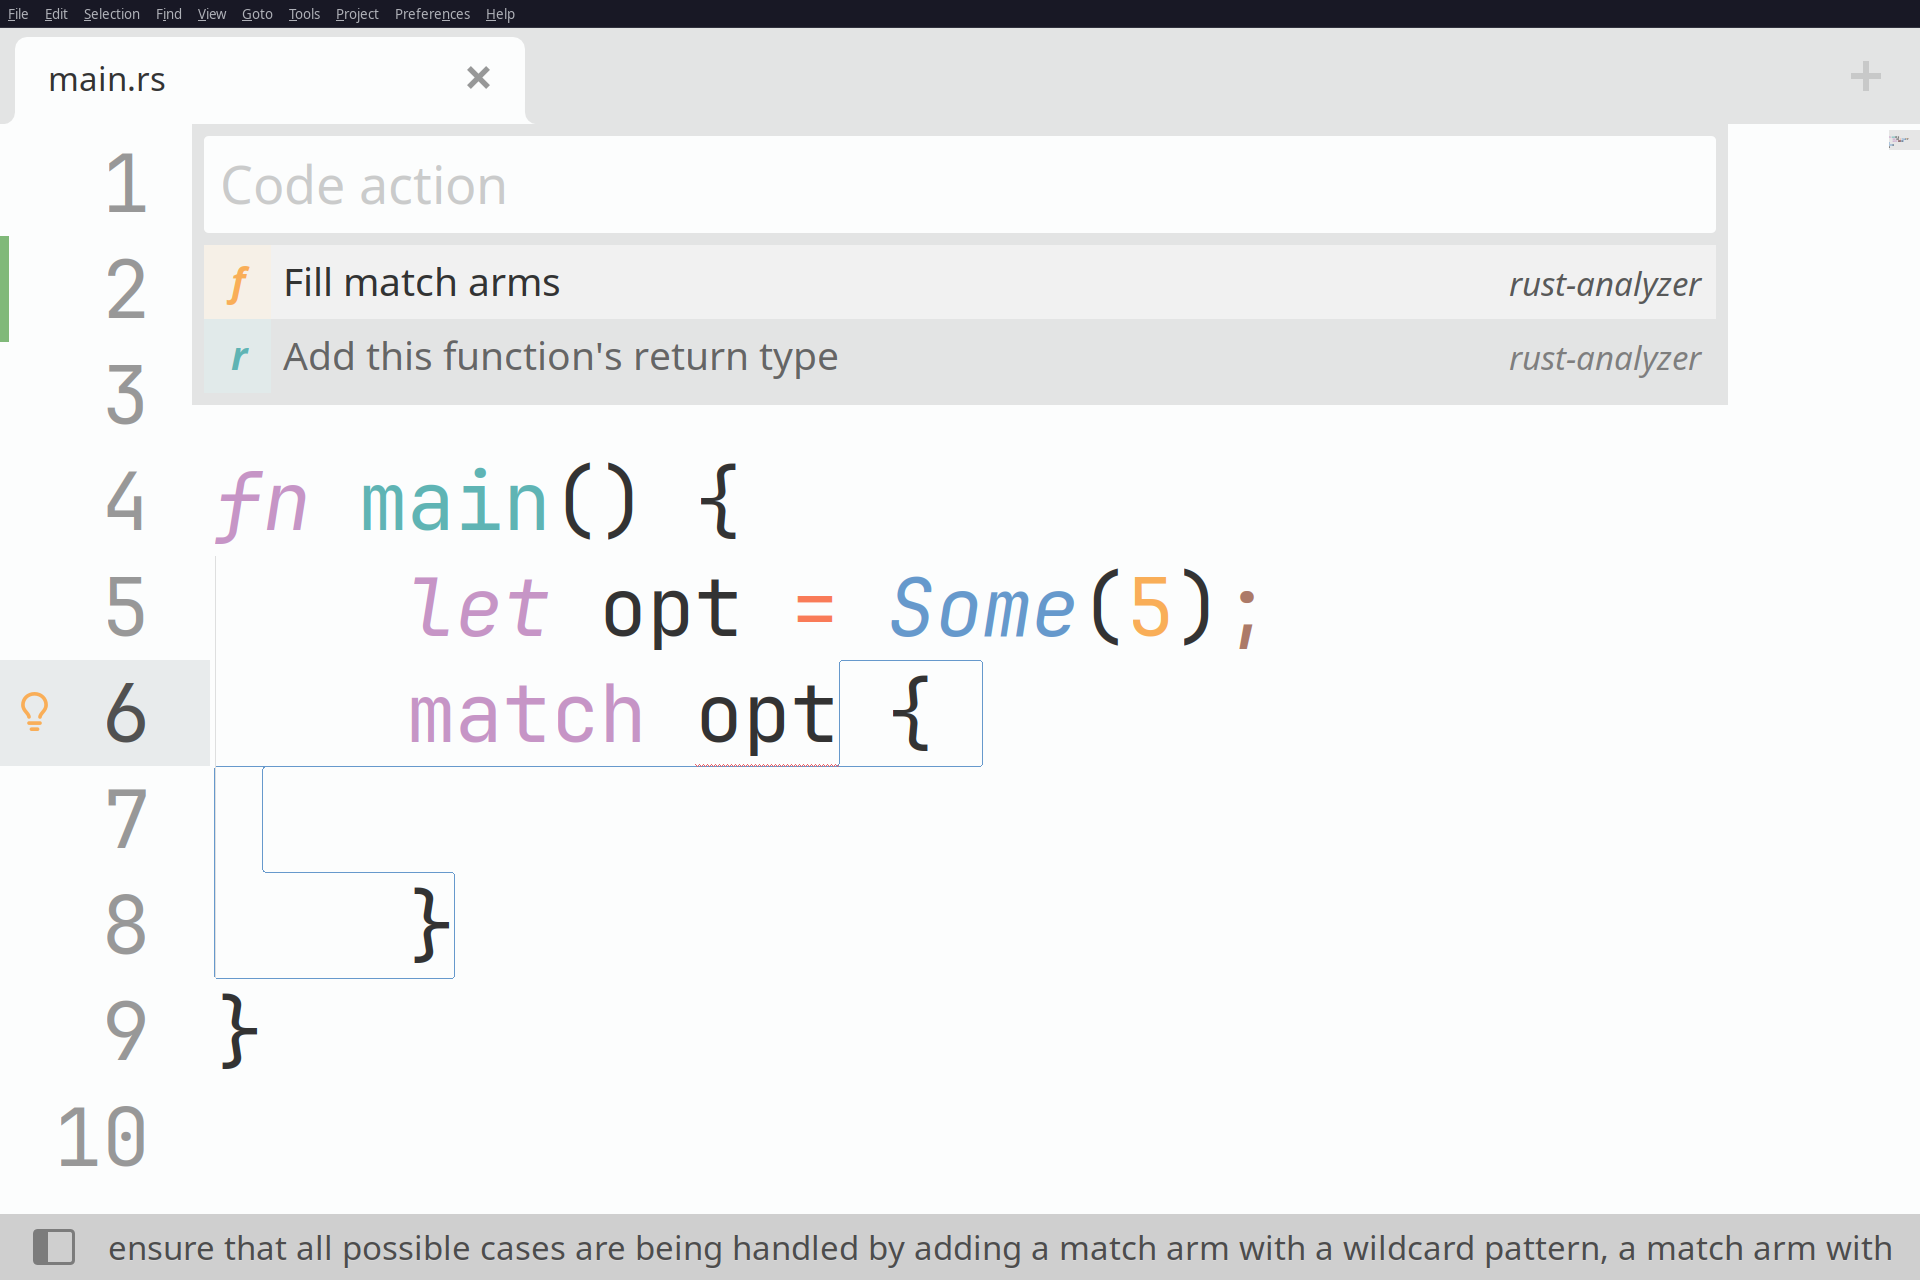 File Edit Selection Find View Goto Tools Project Preferences Help
main.rs
Code action
f Fill match arms rust-analyzer
r Add this function's return type rust-analyzer
1
2
3
4 fn main() {
5 let opt = Some(5);
6 match opt {
7
8 }
9 }
10
ensure that all possible cases are being handled by adding a match arm with a wildcard pattern, a match arm with